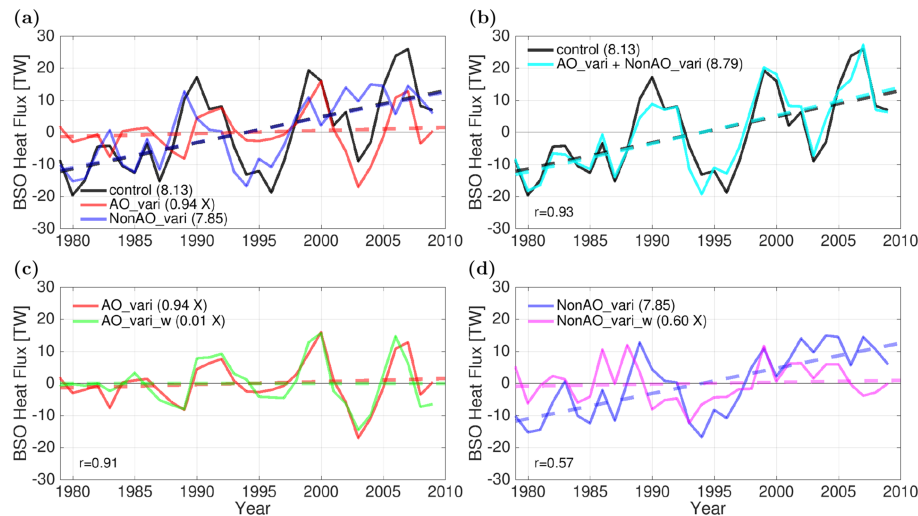 (a)
BSO Heat Flux [TW]
30
20
10
0
-10
-20
-30
control (8.13)
AO_vari (0.94 X)
NonAO_vari (7.85)
1980 1985 1990 1995 2000 2005 2010
(b)
BSO Heat Flux [TW]
30
20
10
0
-10
-20
-30
control (8.13)
AO_vari + NonAO_vari (8.79)
r=0.93
1980 1985 1990 1995 2000 2005 2010
(c)
BSO Heat Flux [TW]
30
20
10
0
-10
-20
-30
AO_vari (0.94 X)
AO_vari_w (0.01 X)
r=0.91
1980 1985 1990 1995 2000 2005 2010
Year
(d)
BSO Heat Flux [TW]
30
20
10
0
-10
-20
-30
NonAO_vari (7.85)
NonAO_vari_w (0.60 X)
r=0.57
1980 1985 1990 1995 2000 2005 2010
Year